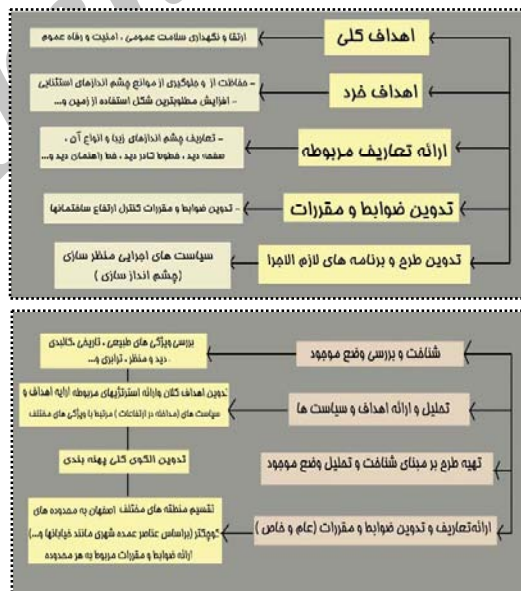 اهداف کلی
ارتقا و نگهداری سلامت عمومی ، امنیت و رفاه عموم
اهداف خرد
- حفاظت از و جلوگیری از موانع چشم اندازهای استثنایی
- افزایش مطلوبترین شکل استفاده از زمین و...
ارائه تعاریف مربوطه
- تعاریف چشم اندازهای زیبا و انواع آن ،
صفحه دید ، خطوط کادر دید ، خط راهنمای دید و...
تدوین ضوابط و مقررات
- تدوین ضوابط و مقررات کنترل ارتفاع ساختمانها
تدوین طرح و برنامه های لازم الاجرا
سیاست های اجرایی منظر سازی
(چشم انداز سازی )
شناخت و بررسی وضع موجود
بررسی ویژگی های طبیعی ، تاریخی ،کالبدی
دید و منظر ، ترابری و...
تحلیل و ارائه اهداف و سیاست ها
تدوین اهداف کلان وارائه استرتژیهای مربوطه ارایه اهداف و
سیاست های (مداخله در ارتفاعات ) مرتبط با ویژگی های مختلف
تهیه طرح بر مبنای شناخت و تحلیل وضع موجود
تدوین الگوی کلی پهنه بندی
ارائه‌تعاریف و تدوین ضوابط و مقررات (عام و خاص )
تقسیم منطقه های مختلف اصفهان به محدوده های
کوچکتر (براساس عناصر عمده شهری مانند خیابانها و...)
ارائه ضوابط و مقررات مربوط به هر محدوده